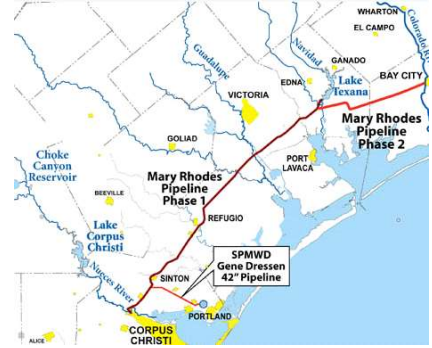 WHARTON
Colorado R
EL CAMPO
Navidad
Guadalupe
GANADO
BAY CITY
EDNA
Lake
Texana
VICTORIA
Mary Rhodes
Pipeline
Phase 2
GOLIAD
PORT
LAVACA
Choke
Canyon
Reservoir
Mary Rhodes
Pipeline
Phase 1
BEEVILLE
REFUGIO
Lake
Corpus
Christi
SPMWD
Gene Dressen
42" Pipeline
Nueces River
SINTON
PORTLAND
CORPUS
CHRISTI
ALICE